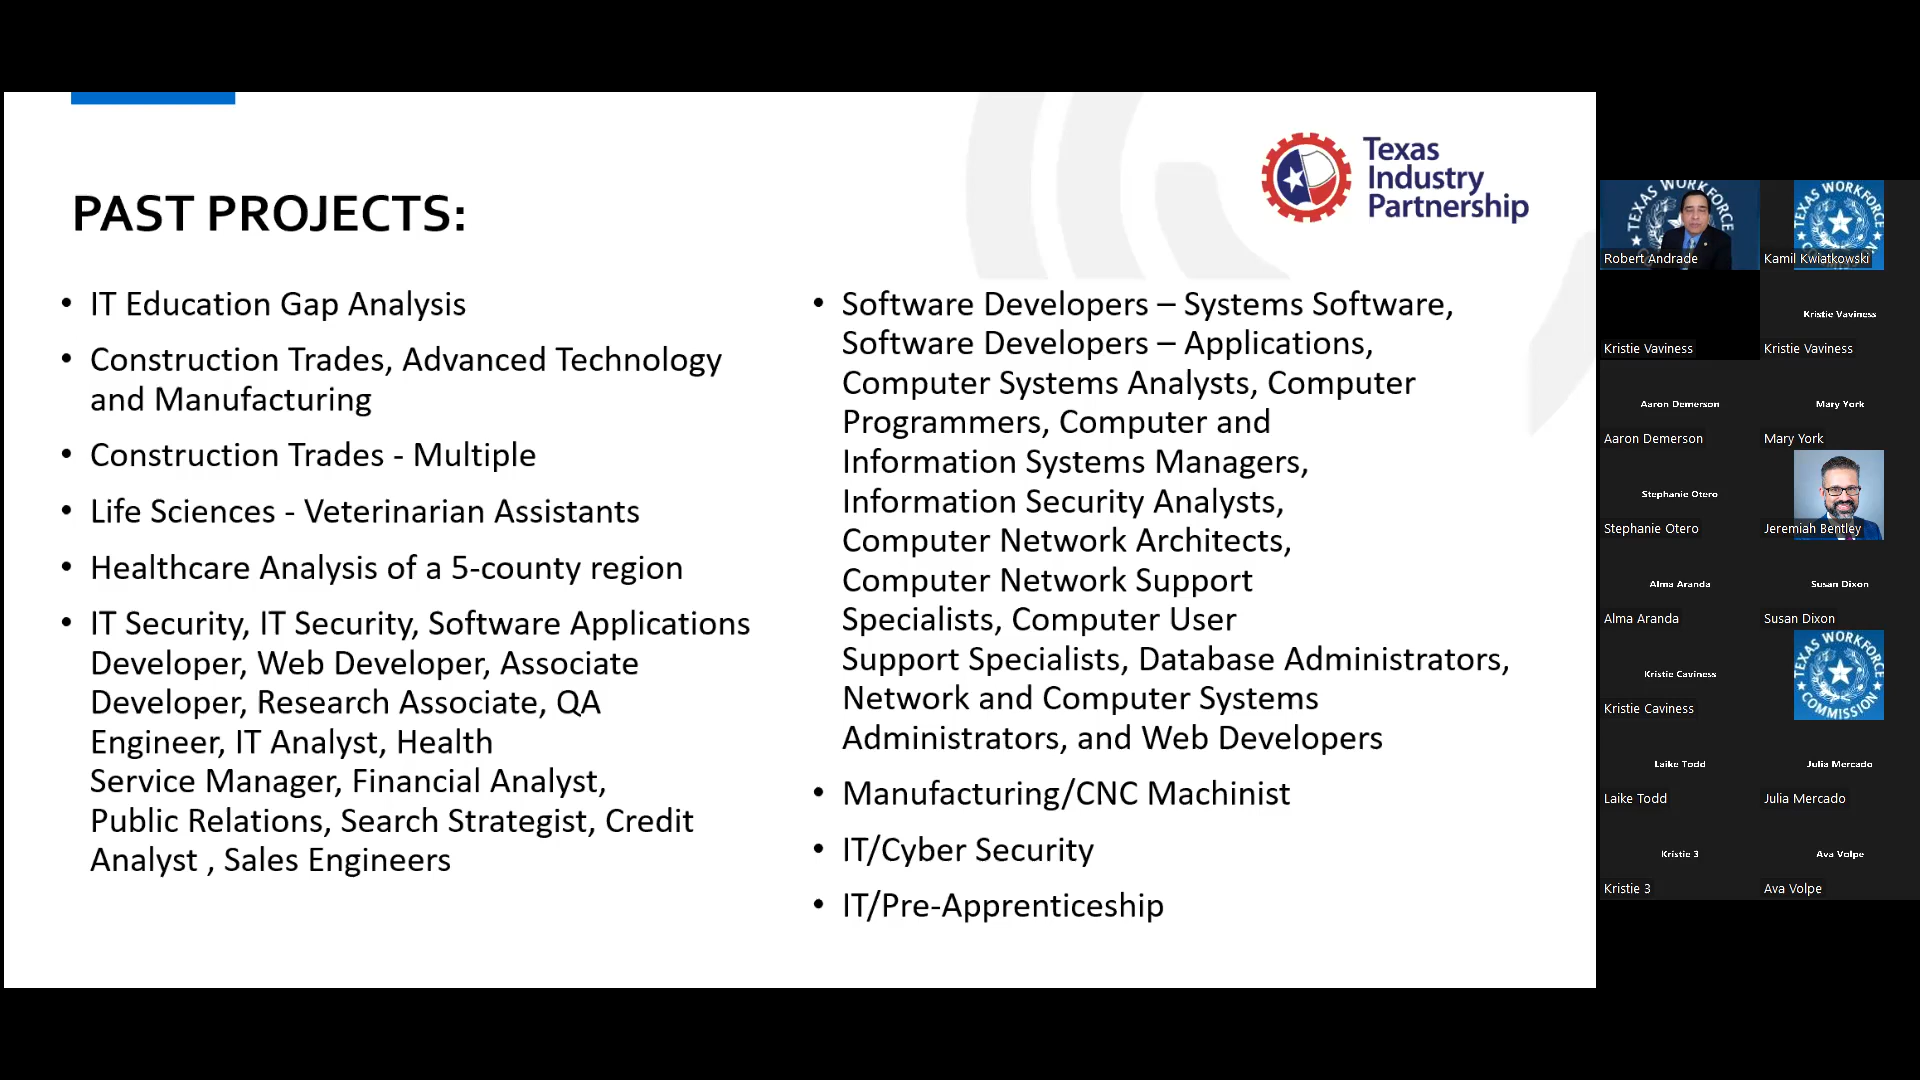 Texas
Industry
Partnership
PAST PROJECTS:
• IT Education Gap Analysis
• Construction Trades, Advanced Technology
and Manufacturing
• Construction Trades - Multiple
• Life Sciences - Veterinarian Assistants
• Healthcare Analysis of a 5-county region
• IT Security, IT Security, Software Applications
Developer, Web Developer, Associate
Developer, Research Associate, QA
Engineer, IT Analyst, Health
Service Manager, Financial Analyst,
Public Relations, Search Strategist, Credit
Analyst , Sales Engineers
• Software Developers – Systems Software,
Software Developers – Applications,
Computer Systems Analysts, Computer
Programmers, Computer and
Information Systems Managers,
Information Security Analysts,
Computer Network Architects,
Computer Network Support
Specialists, Computer User
Support Specialists, Database Administrators,
Network and Computer Systems
Administrators, and Web Developers
• Manufacturing/CNC Machinist
• IT/Cyber Security
• IT/Pre-Apprenticeship
TEXAS WORKFORCE
Robert Andrade
TEXAS WORKFORCE
Kamil Kwiatkowski
Kristie Vaviness
Kristie Vaviness
Kristie Vaviness
Aaron Demerson
Aaron Demerson
Mary York
Mary York
Stephanie Otero
Stephanie Otero
Jeremiah Bentley
Alma Aranda
Alma Aranda
Susan Dixon
Susan Dixon
Kristie Caviness
Kristie Caviness
TEXAS WORKFORCE
COMMISSION
Laike Todd
Laike Todd
Julia Mercado
Julia Mercado
Kristie 3
Kristie 3
Ava Volpe
Ava Volpe